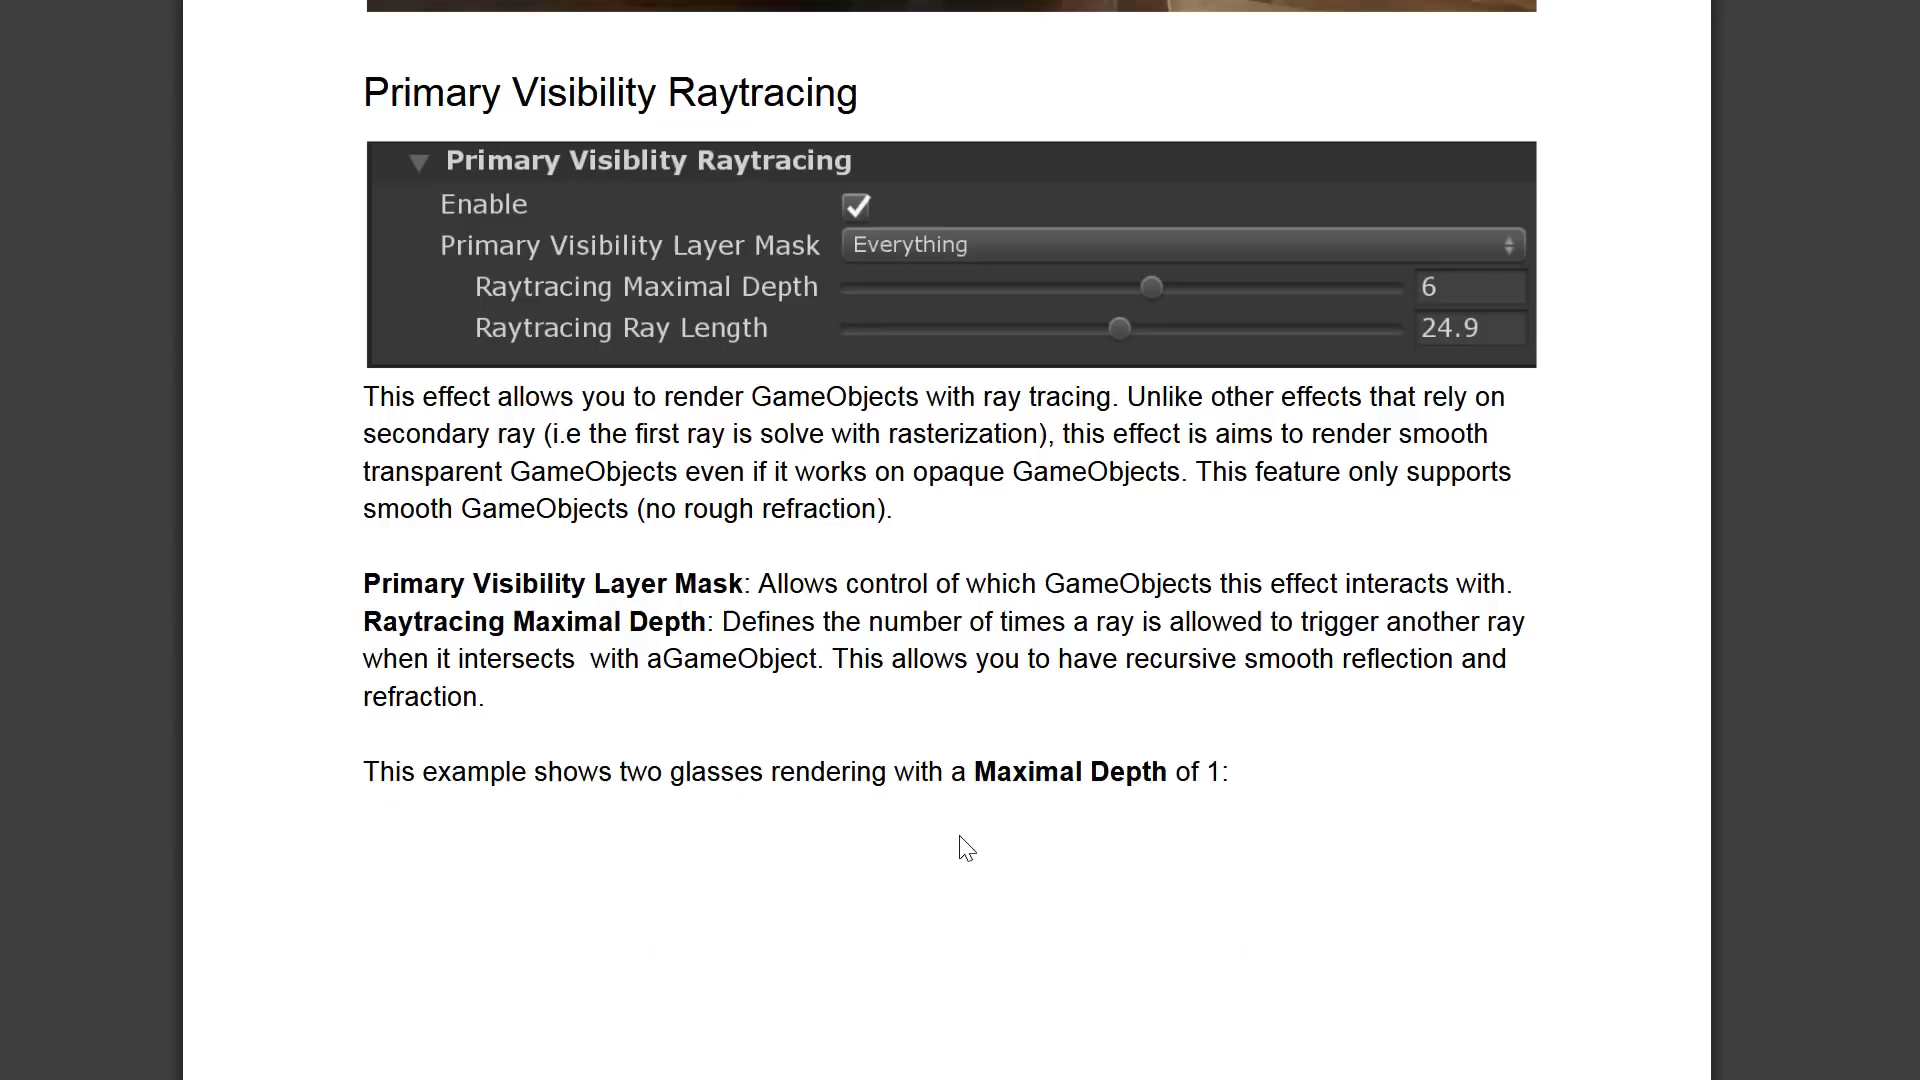 Primary Visibility Raytracing
Primary Visiblity Raytracing
Enable
Primary Visibility Layer Mask Everything
Raytracing Maximal Depth 6
Raytracing Ray Length 24.9
This effect allows you to render GameObjects with ray tracing. Unlike other effects that rely on
secondary ray (i.e the first ray is solve with rasterization), this effect is aims to render smooth
transparent GameObjects even if it works on opaque GameObjects. This feature only supports
smooth GameObjects (no rough refraction).
Primary Visibility Layer Mask: Allows control of which GameObjects this effect interacts with.
Raytracing Maximal Depth: Defines the number of times a ray is allowed to trigger another ray
when it intersects  with aGameObject. This allows you to have recursive smooth reflection and
refraction.
This example shows two glasses rendering with a Maximal Depth of 1: